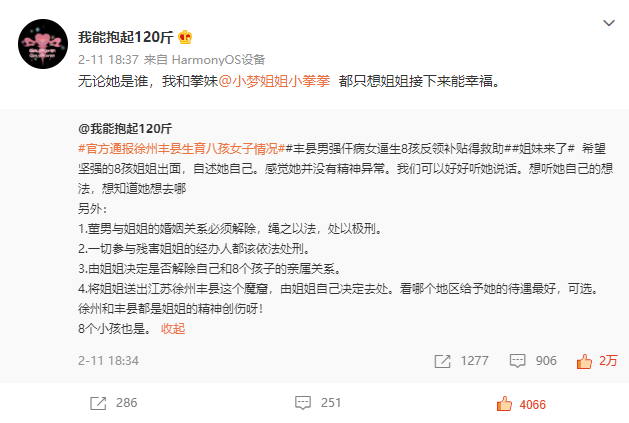 我能抱起120斤
2-11 18:37 来自 HarmonyOS设备
无论她是谁，我和拳妹@小梦姐姐小拳拳 都只想姐姐接下来能幸福。
@我能抱起120斤
#官方通报徐州丰县生育八孩女子情况##丰县男强仟病女逼生8孩反领补贴得救助##姐妹来了# 希望
坚强的8孩姐姐出面，自述她自己。感觉她并没有精神异常。我们可以好好听她说话。想听她自己的想
法，想知道她想去哪
另外：
1.董男与姐姐的婚姻关系必须解除，绳之以法，处以极刑。
2.一切参与残害姐姐的经办人都该依法处刑。
3.由姐姐决定是否解除自己和8个孩子的亲属关系。
4.将姐姐送出江苏徐州丰县这个魔窟，由姐姐自己决定去处。看哪个地区给予她的待遇最好，可选。
徐州和丰县都是姐姐的精神创伤呀！
8个小孩也是。 收起
2-11 18:34 1277 906 2万
286 251 4066